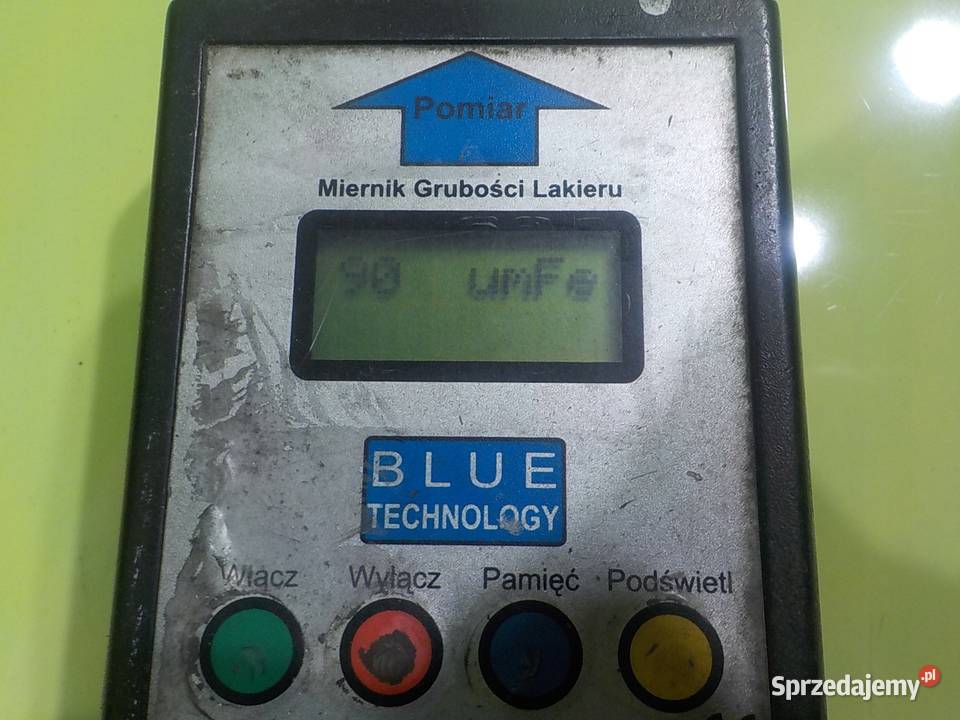 Pomiar
Miernik Grubości Lakieru
90 umFe
BLUE
TECHNOLOGY
Włącz Wyłącz Pamięć Podświetl
Sprzedajemy.pl